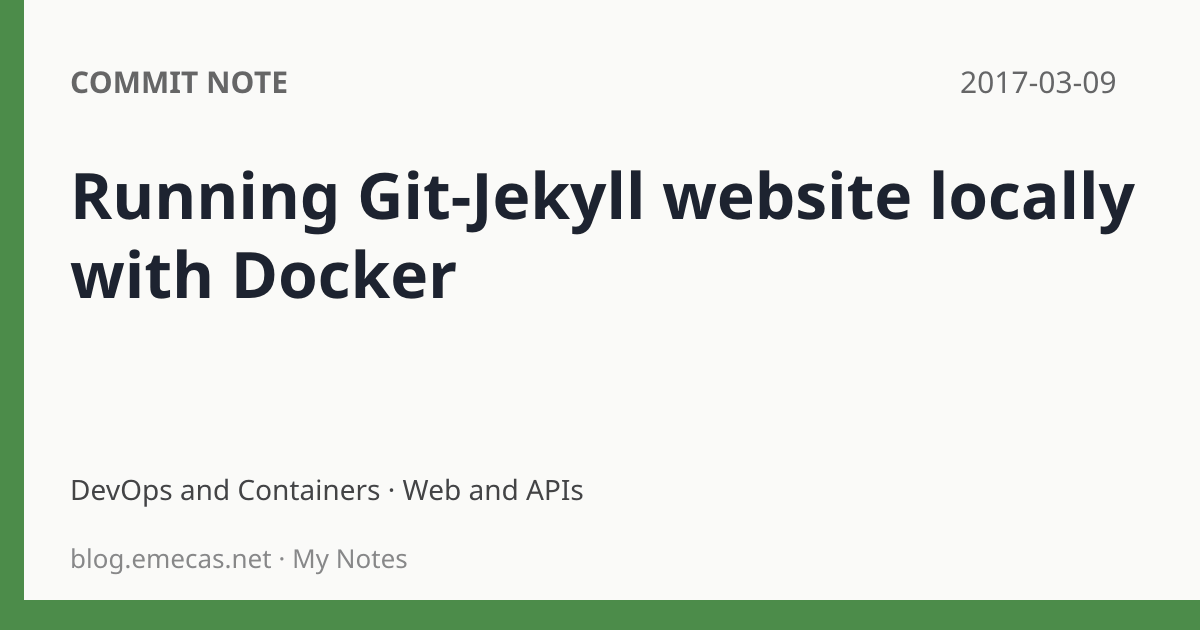 COMMIT NOTE
2017-03-09
Running Git-Jekyll website locally
with Docker
DevOps and Containers · Web and APIs
blog.emecas.net · My Notes